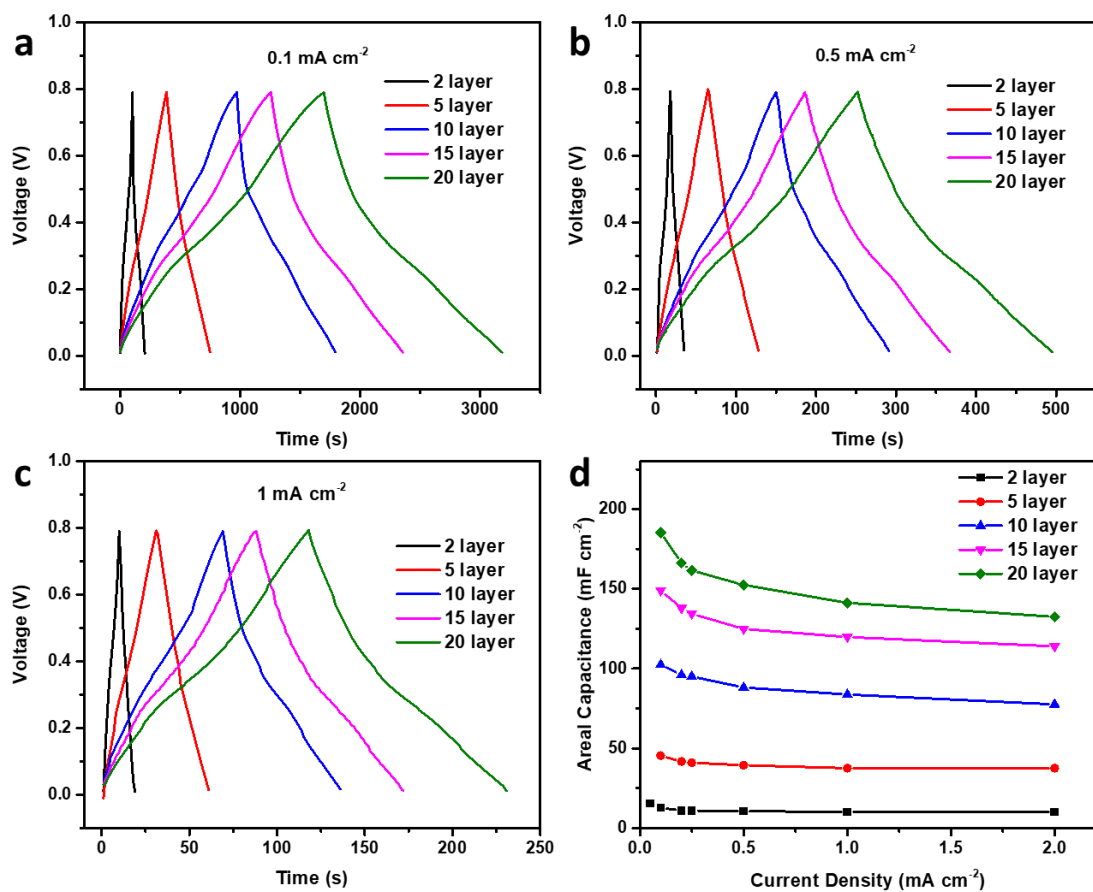 a
0.1 mA cm⁻²
2 layer
5 layer
10 layer
15 layer
20 layer
1.0
0.8
0.6
0.4
0.2
0.0
Voltage (V)
0
1000
2000
3000
Time (s)
b
0.5 mA cm⁻²
2 layer
5 layer
10 layer
15 layer
20 layer
1.0
0.8
0.6
0.4
0.2
0.0
Voltage (V)
0
100
200
300
400
500
Time (s)
c
1 mA cm⁻²
2 layer
5 layer
10 layer
15 layer
20 layer
1.0
0.8
0.6
0.4
0.2
0.0
Voltage (V)
0
50
100
150
200
250
Time (s)
d
2 layer
5 layer
10 layer
15 layer
20 layer
200
150
100
50
0
Areal Capacitance (mF cm⁻²)
0.0
0.5
1.0
1.5
2.0
Current Density (mA cm⁻²)